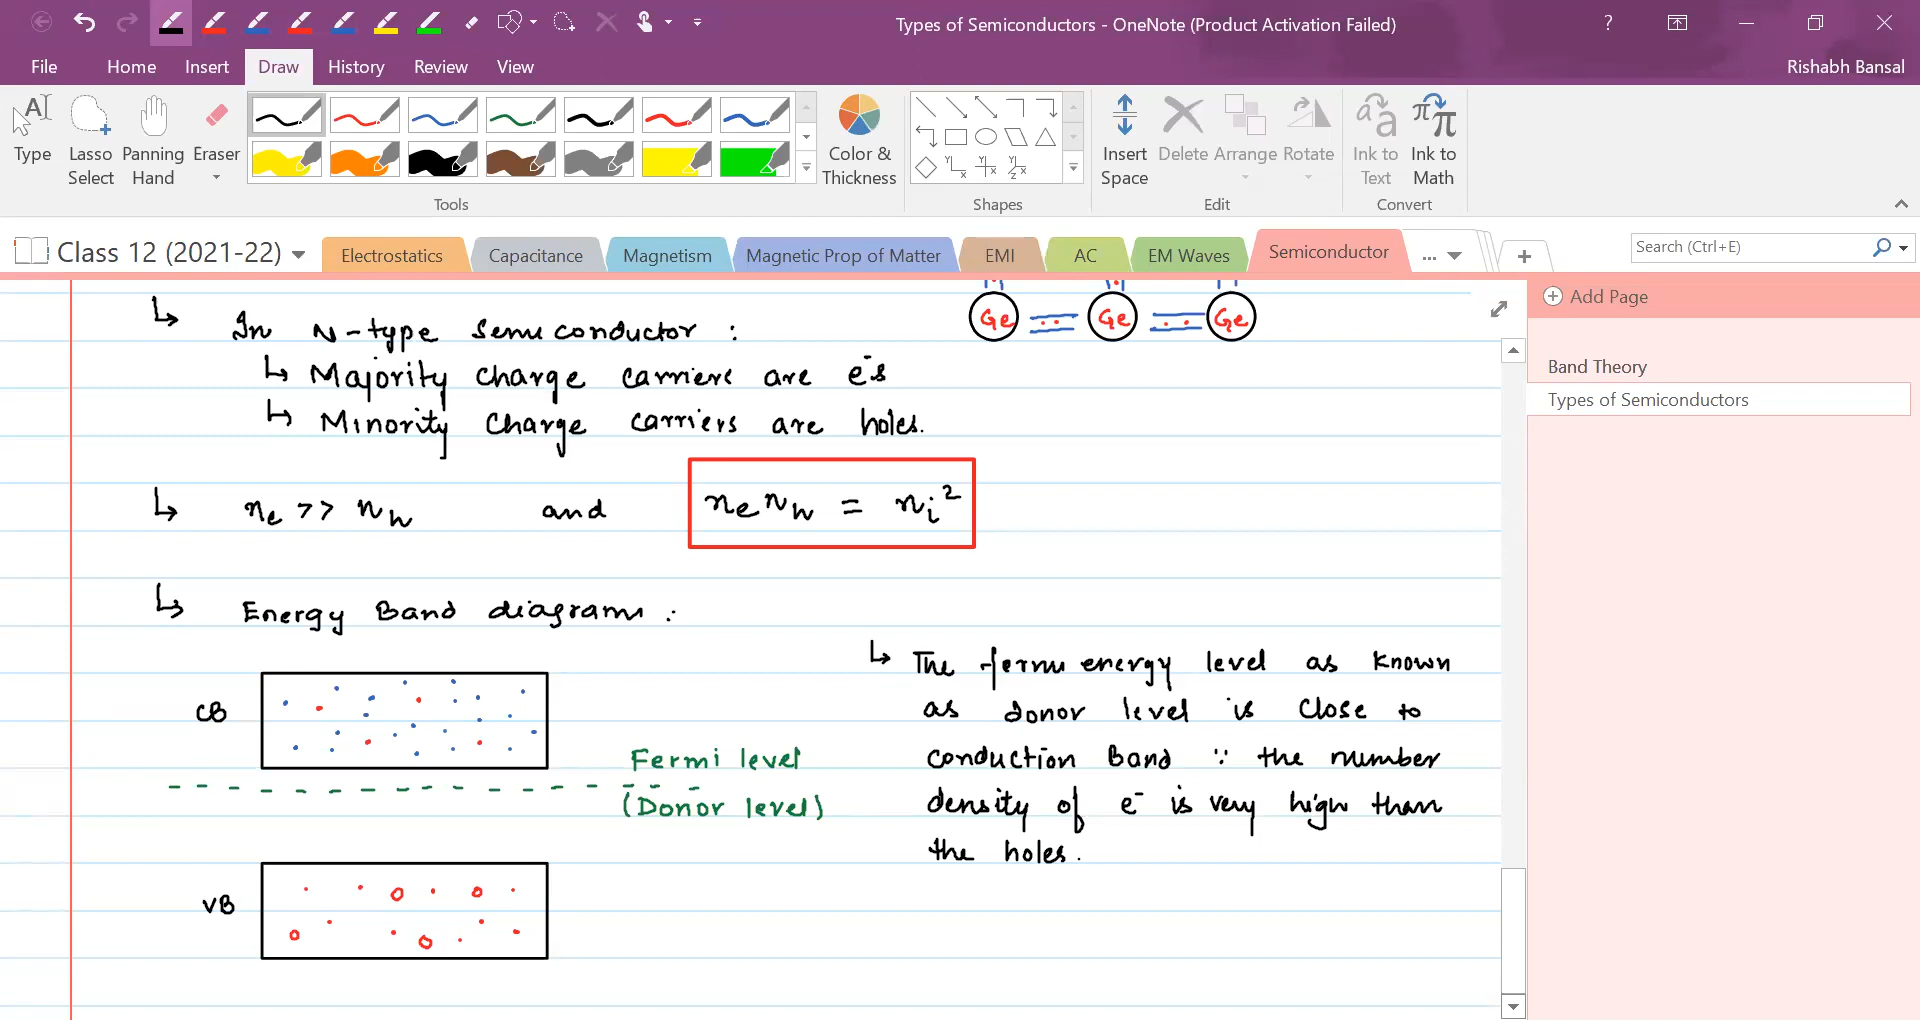 Types of Semiconductors - OneNote (Product Activation Failed)
?
File Home Insert Draw History Review View
Rishabh Bansal
Type
Lasso Select
Panning Hand
Eraser
Color & Thickness
Insert Space
Delete
Arrange
Rotate
Ink to Text
Ink to Math
Tools
Shapes
Edit
Convert
Class 12 (2021-22)
Electrostatics
Capacitance
Magnetism
Magnetic Prop of Matter
EMI
AC
EM Waves
Semiconductor
...
Search (Ctrl+E)
Add Page
Band Theory
Types of Semiconductors
Ge Ge Ge
↳ In N-type semiconductor :
↳ Majority charge carriers are e⁻s
↳ Minority charge carriers are holes.
↳ nₑ >> nₕ and nₑnₕ = nᵢ²
↳ Energy Band diagram :
CB
Fermi level
(Donor level)
VB
↳ The fermi energy level as known
as donor level is close to
conduction Band ∵ the number
density of e⁻ is very high than
the holes.